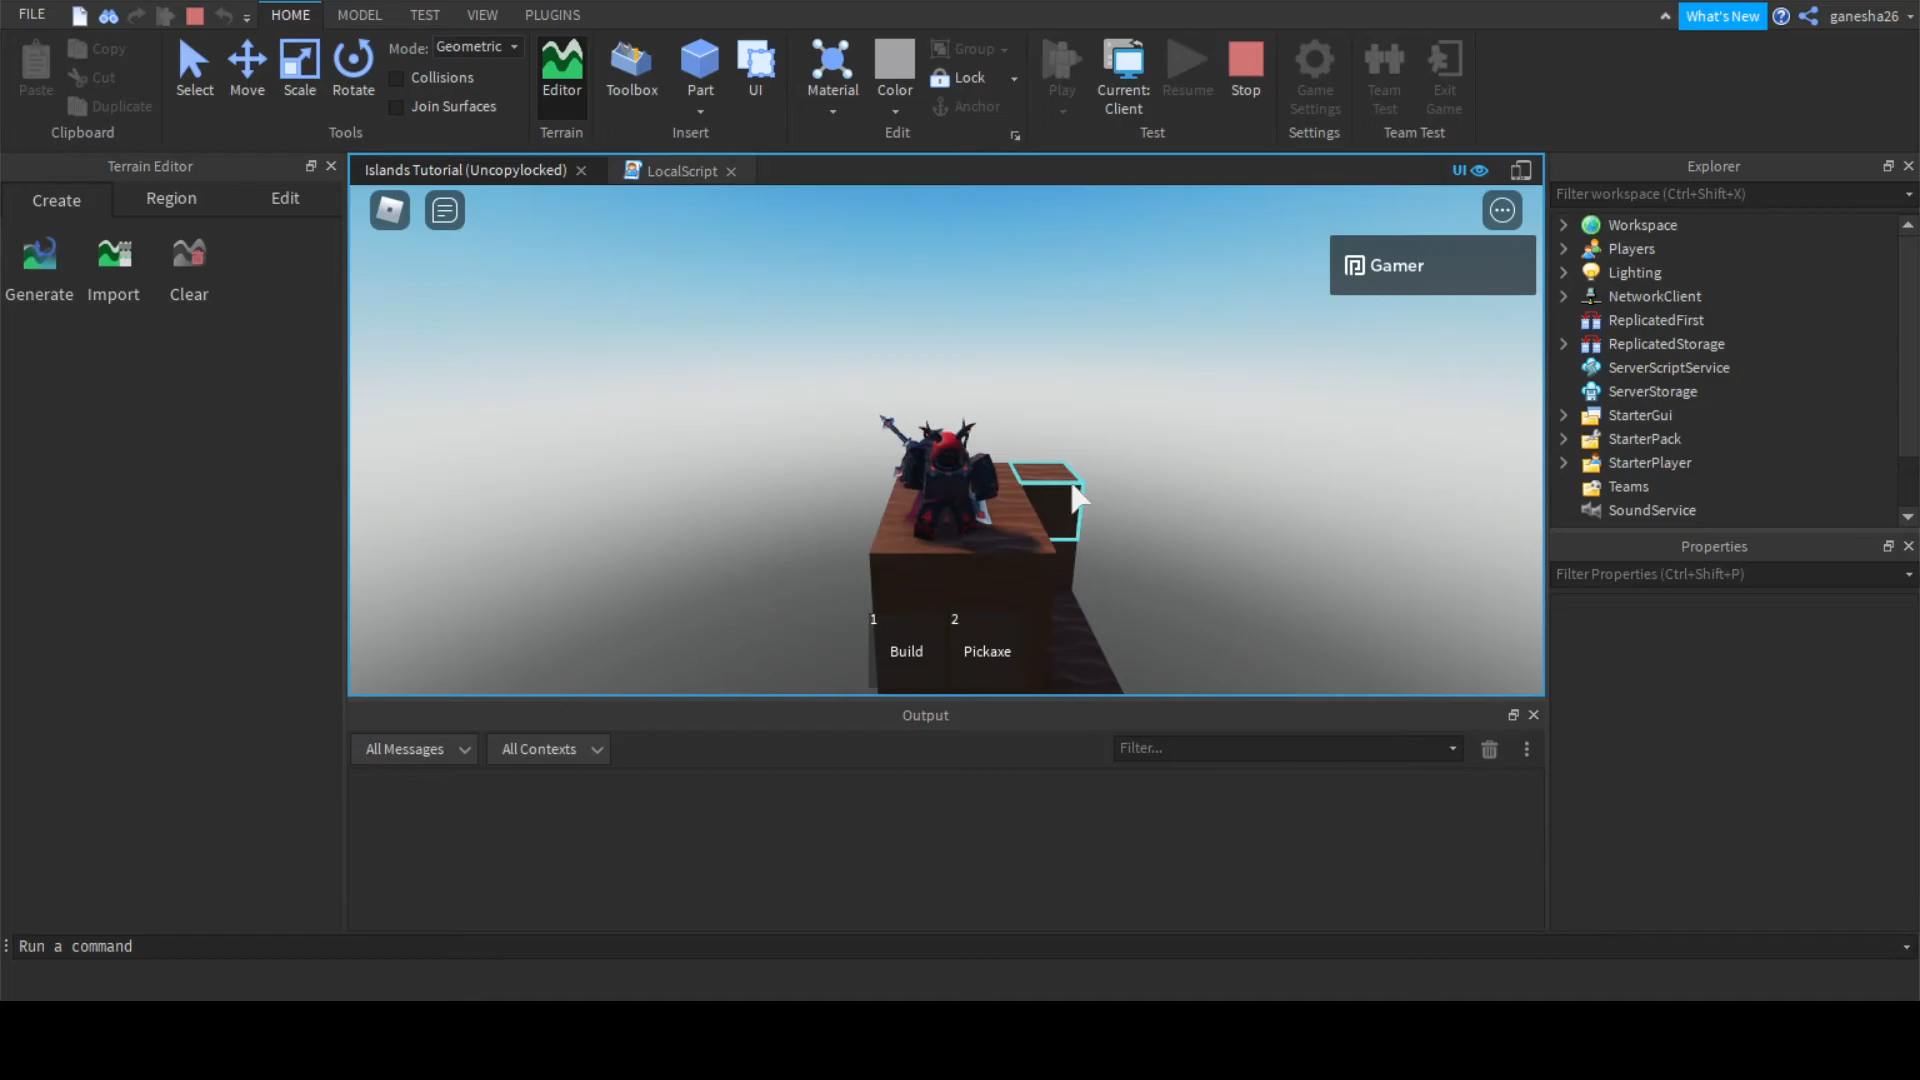 FILE
HOME
MODEL
TEST
VIEW
PLUGINS
What's New
ganesha26
Paste
Copy
Cut
Duplicate
Clipboard
Select
Move
Scale
Rotate
Mode: Geometric
Collisions
Join Surfaces
Tools
Editor
Terrain
Toolbox
Part
UI
Insert
Material
Color
Group
Lock
Anchor
Edit
Play
Current:
Client
Resume
Stop
Test
Game
Settings
Settings
Team
Test
Exit
Game
Team Test
Terrain Editor
Create
Region
Edit
Generate
Import
Clear
Islands Tutorial (Uncopylocked)
LocalScript
UI
Gamer
1
Build
2
Pickaxe
Explorer
Filter workspace (Ctrl+Shift+X)
Workspace
Players
Lighting
NetworkClient
ReplicatedFirst
ReplicatedStorage
ServerScriptService
ServerStorage
StarterGui
StarterPack
StarterPlayer
Teams
SoundService
Properties
Filter Properties (Ctrl+Shift+P)
Output
All Messages
All Contexts
Filter...
Run a command